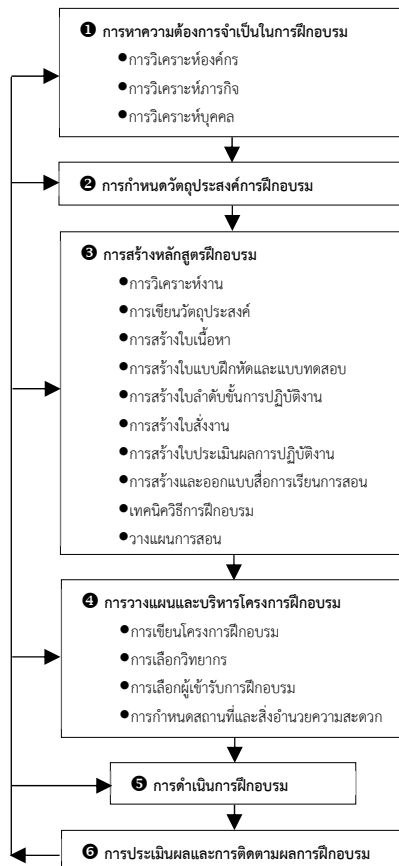 ❶ การหาความต้องการจำเป็นในการฝึกอบรม
●การวิเคราะห์องค์กร
●การวิเคราะห์ภารกิจ
●การวิเคราะห์บุคคล
❷ การกำหนดวัตถุประสงค์การฝึกอบรม
❸ การสร้างหลักสูตรฝึกอบรม
●การวิเคราะห์งาน
●การเขียนวัตถุประสงค์
●การสร้างใบเนื้อหา
●การสร้างใบแบบฝึกหัดและแบบทดสอบ
●การสร้างใบลำดับขั้นการปฏิบัติงาน
●การสร้างใบสั่งงาน
●การสร้างใบประเมินผลการปฏิบัติงาน
●การสร้างและออกแบบสื่อการเรียนการสอน
●เทคนิควิธีการฝึกอบรม
●วางแผนการสอน
❹ การวางแผนและบริหารโครงการฝึกอบรม
●การเขียนโครงการฝึกอบรม
●การเลือกวิทยากร
●การเลือกผู้เข้ารับการฝึกอบรม
●การกำหนดสถานที่และสิ่งอำนวยความสะดวก
❺ การดำเนินการฝึกอบรม
❻ การประเมินผลและการติดตามผลการฝึกอบรม